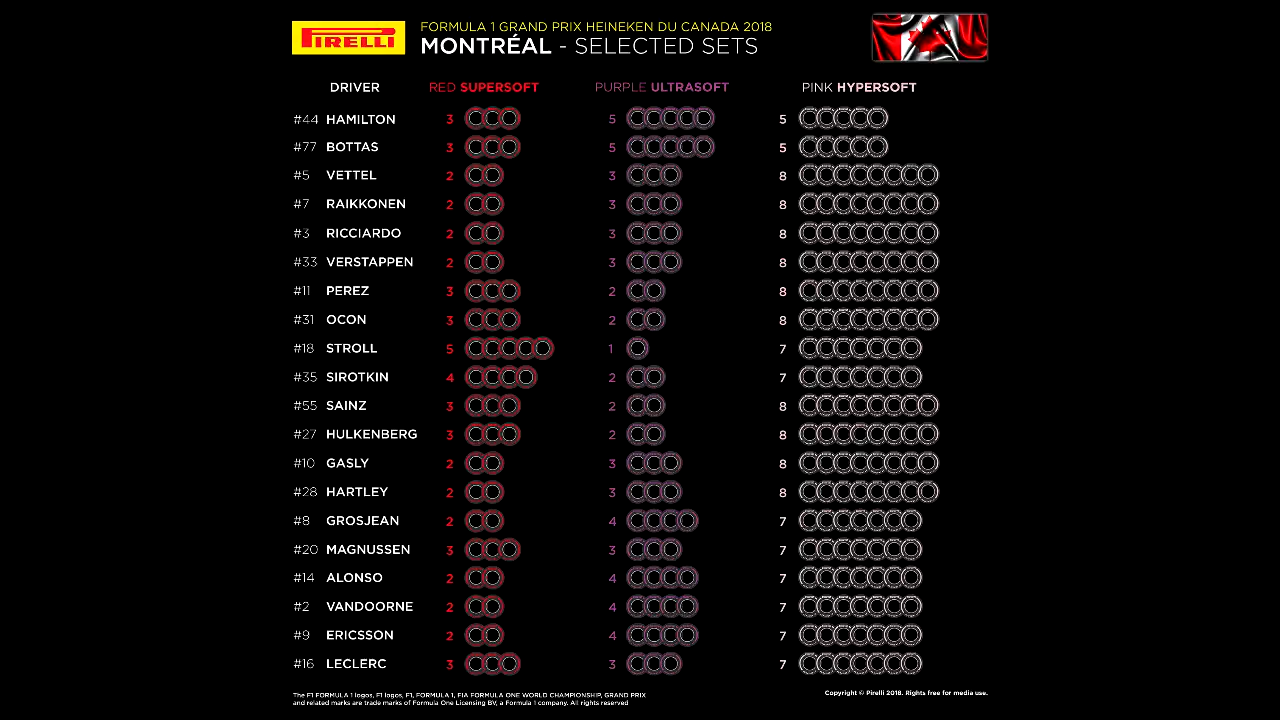 PIRELLI
FORMULA 1 GRAND PRIX HEINEKEN DU CANADA 2018
MONTRÉAL - SELECTED SETS
DRIVER RED SUPERSOFT PURPLE ULTRASOFT PINK HYPERSOFT
#44 HAMILTON 3 5 5
#77 BOTTAS 3 5 5
#5 VETTEL 2 3 8
#7 RAIKKONEN 2 3 8
#3 RICCIARDO 2 3 8
#33 VERSTAPPEN 2 3 8
#11 PEREZ 3 2 8
#31 OCON 3 2 8
#18 STROLL 5 1 7
#35 SIROTKIN 4 2 7
#55 SAINZ 3 2 8
#27 HULKENBERG 3 2 8
#10 GASLY 2 3 8
#28 HARTLEY 2 3 8
#8 GROSJEAN 2 4 7
#20 MAGNUSSEN 3 3 7
#14 ALONSO 2 4 7
#2 VANDOORNE 2 4 7
#9 ERICSSON 2 4 7
#16 LECLERC 3 3 7
The F1 FORMULA 1 logos, F1 logos, F1, FORMULA 1, FIA FORMULA ONE WORLD CHAMPIONSHIP, GRAND PRIX
and related marks are trade marks of Formula One Licensing BV, a Formula 1 company. All rights reserved
Copyright © Pirelli 2018. Rights free for media use.